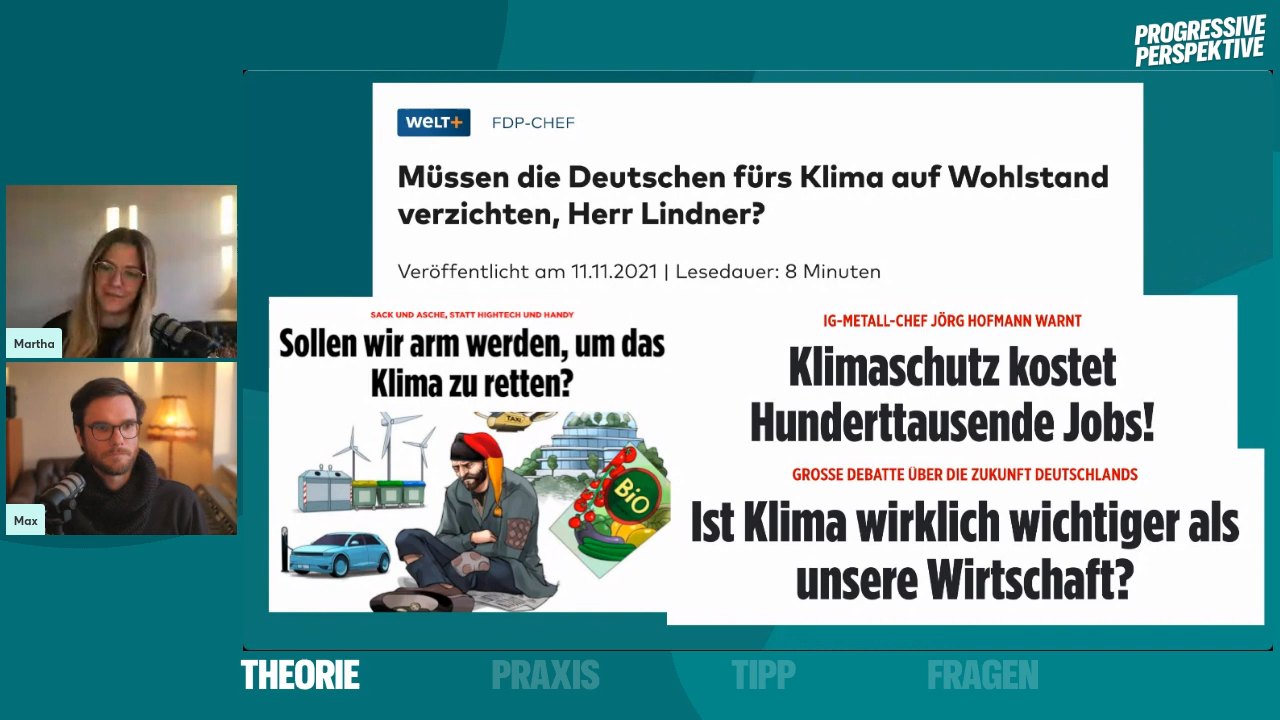 PROGRESSIVE
PERSPEKTIVE
WELT+ FDP-CHEF
Müssen die Deutschen fürs Klima auf Wohlstand
verzichten, Herr Lindner?
Veröffentlicht am 11.11.2021 | Lesedauer: 8 Minuten
SACK UND ASCHE, STATT HIGHTECH UND HANDY
Sollen wir arm werden, um das
Klima zu retten?
TAXI
BiO
IG-METALL-CHEF JÖRG HOFMANN WARNT
Klimaschutz kostet
Hunderttausende Jobs!
GROSSE DEBATTE ÜBER DIE ZUKUNFT DEUTSCHLANDS
Ist Klima wirklich wichtiger als
unsere Wirtschaft?
Martha
Max
THEORIE PRAXIS TIPP FRAGEN